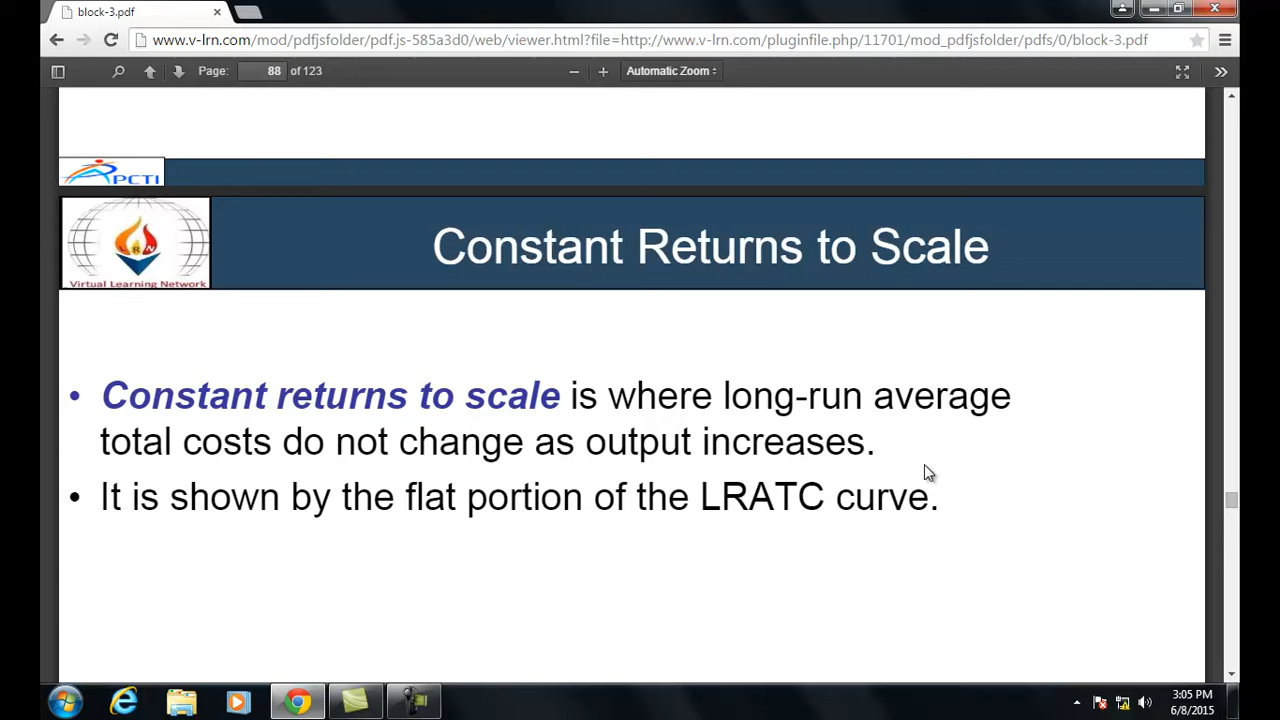 block-3.pdf
www.v-lrn.com/mod/pdfjsfolder/pdf.js-585a3d0/web/viewer.html?file=http://www.v-lrn.com/pluginfile.php/11701/mod_pdfjsfolder/pdfs/0/block-3.pdf
Page: 88 of 123 Automatic Zoom
PCTI
Constant Returns to Scale
Virtual Learning Network
• Constant returns to scale is where long-run average
total costs do not change as output increases.
• It is shown by the flat portion of the LRATC curve.
3:05 PM
6/8/2015